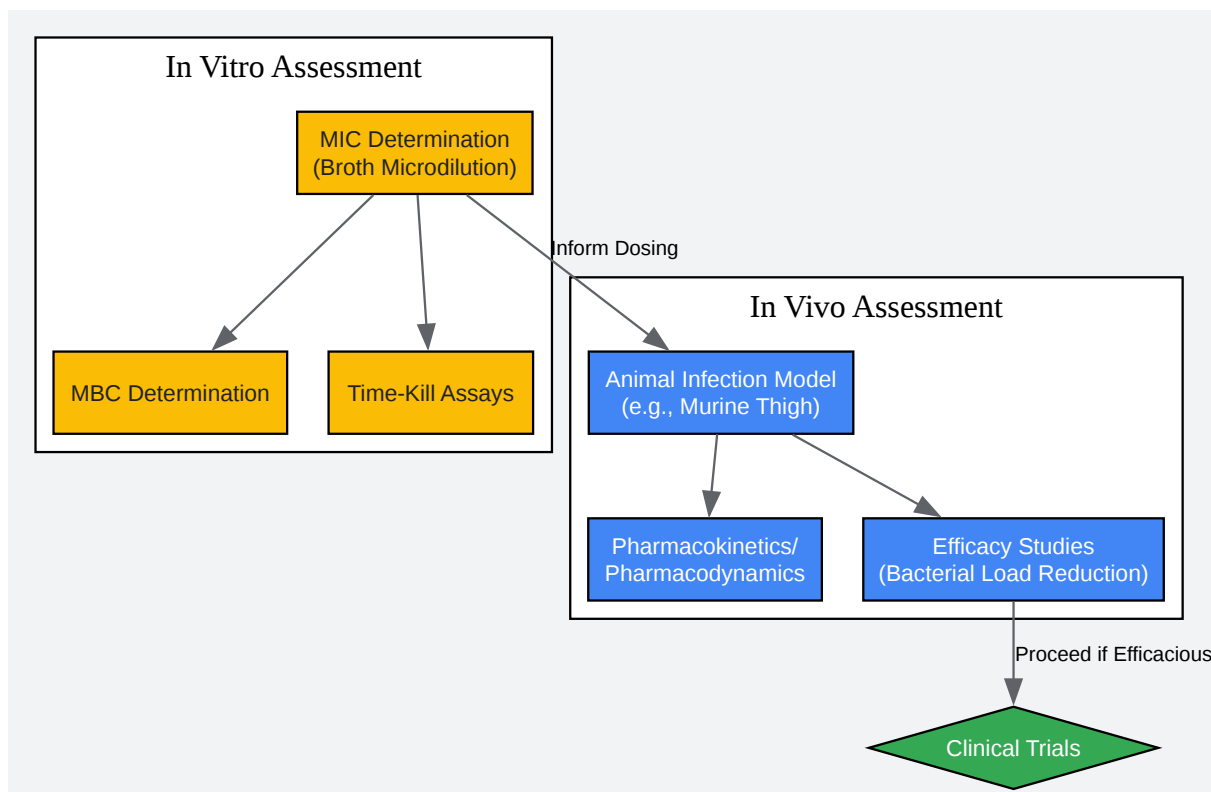 In Vitro Assessment
MIC Determination
(Broth Microdilution)
Inform Dosing
MBC Determination
Time-Kill Assays
In Vivo Assessment
Animal Infection Model
(e.g., Murine Thigh)
Pharmacokinetics/
Pharmacodynamics
Efficacy Studies
(Bacterial Load Reduction)
Proceed if Efficacious
Clinical Trials